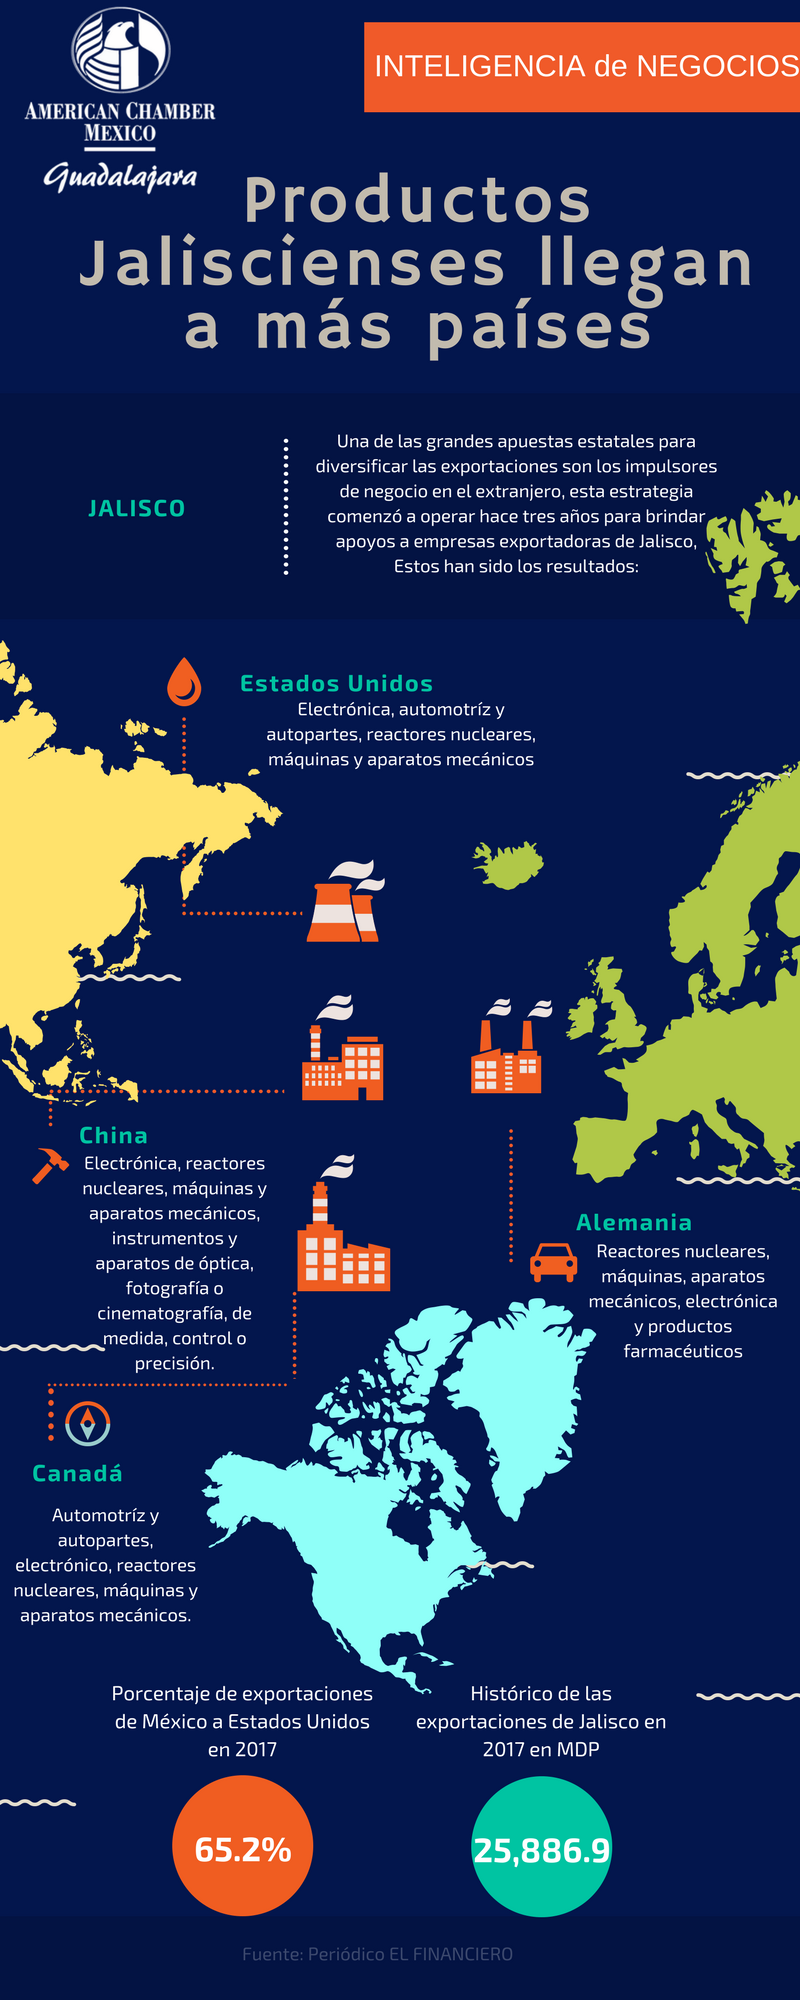 AMERICAN CHAMBER
MEXICO
Guadalajara
INTELIGENCIA de NEGOCIOS
Productos
Jaliscienses llegan
a más países
JALISCO
Una de las grandes apuestas estatales para
diversificar las exportaciones son los impulsores
de negocio en el extranjero, esta estrategia
comenzó a operar hace tres años para brindar
apoyos a empresas exportadoras de Jalisco,
Estos han sido los resultados:
Estados Unidos
Electrónica, automotríz y
autopartes, reactores nucleares,
máquinas y aparatos mecánicos
China
Electrónica, reactores
nucleares, máquinas y
aparatos mecánicos,
instrumentos y
aparatos de óptica,
fotografía o
cinematografía, de
medida, control o
precisión.
Alemania
Reactores nucleares,
máquinas, aparatos
mecánicos, electrónica
y productos
farmacéuticos
Canadá
Automotríz y
autopartes,
electrónico, reactores
nucleares, máquinas y
aparatos mecánicos.
Porcentaje de exportaciones
de México a Estados Unidos
en 2017
65.2%
Histórico de las
exportaciones de Jalisco en
2017 en MDP
25,886.9
Fuente: Periódico EL FINANCIERO